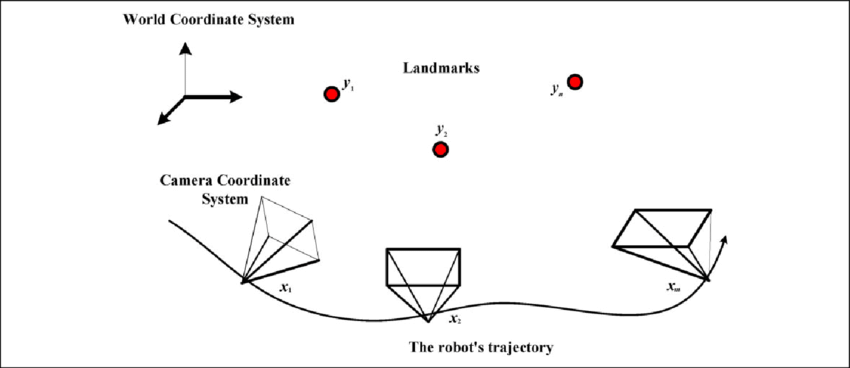 World Coordinate System
Landmarks
y₁
yₙ
y₂
Camera Coordinate
System
x₁
x₂
xₘ
The robot's trajectory